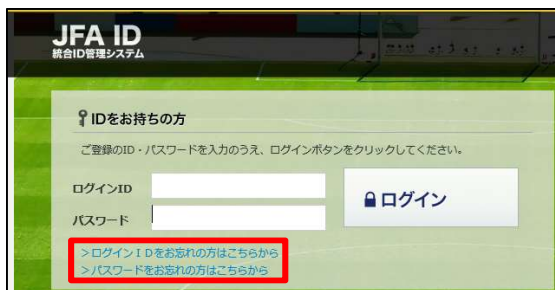 JFA ID
統合ID管理システム
IDをお持ちの方
ご登録のID・パスワードを入力のうえ、ログインボタンをクリックしてください。
ログインID
ログイン
パスワード
>ログインIDをお忘れの方はこちらから
>パスワードをお忘れの方はこちらから